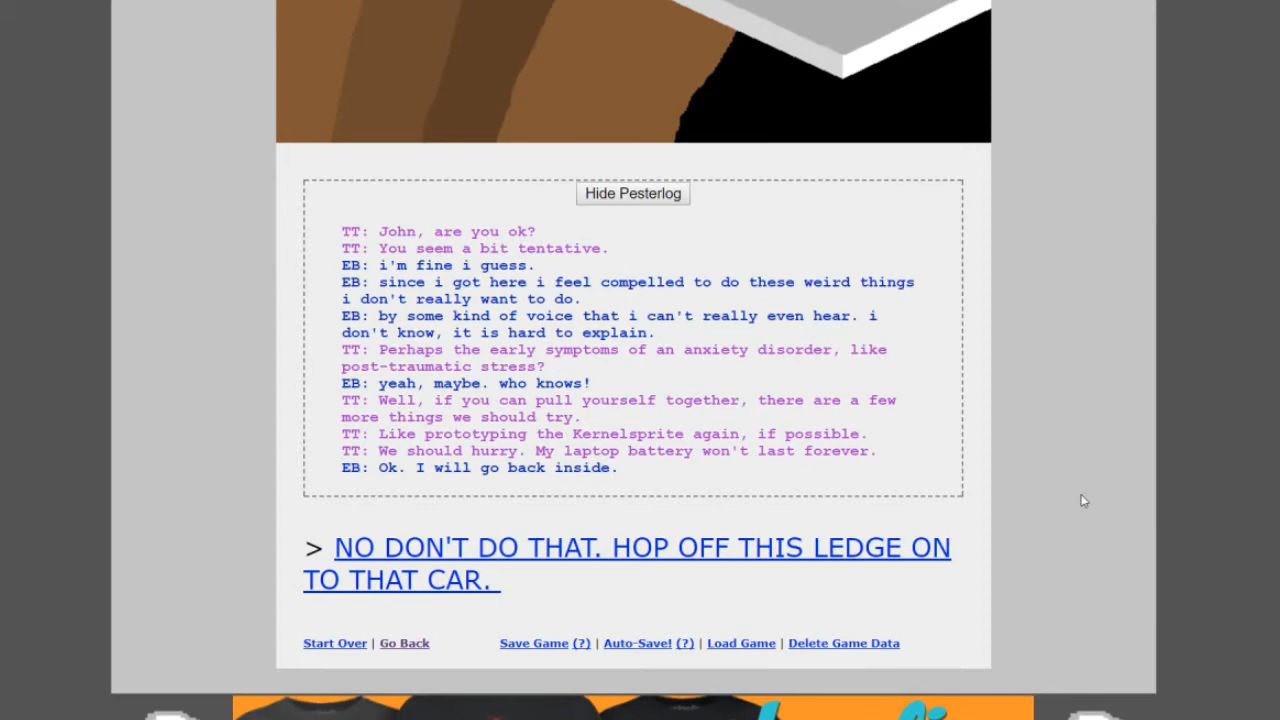 Hide Pesterlog
TT: John, are you ok?
TT: You seem a bit tentative.
EB: i'm fine i guess.
EB: since i got here i feel compelled to do these weird things
i don't really want to do.
EB: by some kind of voice that i can't really even hear. i
don't know, it is hard to explain.
TT: Perhaps the early symptoms of an anxiety disorder, like
post-traumatic stress?
EB: yeah, maybe. who knows!
TT: Well, if you can pull yourself together, there are a few
more things we should try.
TT: Like prototyping the Kernelsprite again, if possible.
TT: We should hurry. My laptop battery won't last forever.
EB: Ok. I will go back inside.
> NO DON'T DO THAT. HOP OFF THIS LEDGE ON
TO THAT CAR.
Start Over | Go Back Save Game (?) | Auto-Save! (?) | Load Game | Delete Game Data